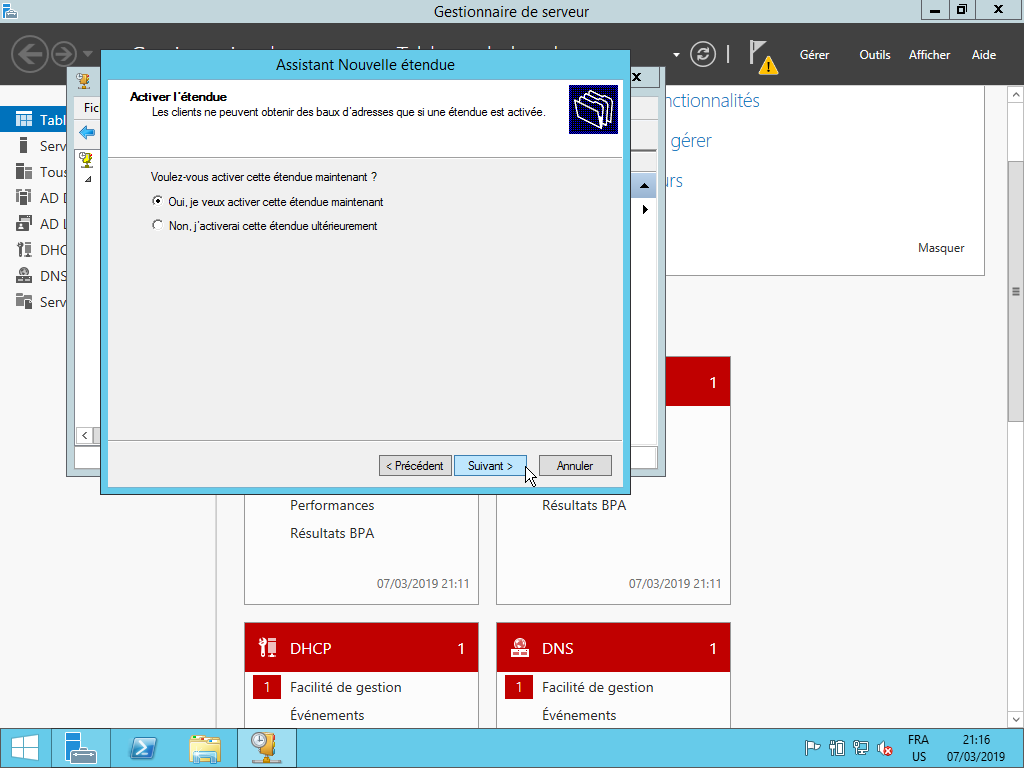 Gestionnaire de serveur
Gérer
Outils
Afficher
Aide
Assistant Nouvelle étendue
Activer l'étendue
Les clients ne peuvent obtenir des baux d'adresses que si une étendue est activée.
Voulez-vous activer cette étendue maintenant ?
Oui, je veux activer cette étendue maintenant
Non, j'activerai cette étendue ultérieurement
< Précédent
Suivant >
Annuler
Fic
Tabl
Serv
Tous
AD
AD
DHC
DNS
Serv
nctionnalités
gérer
urs
Masquer
1
Performances
Résultats BPA
07/03/2019 21:11
Résultats BPA
07/03/2019 21:11
DHCP 1
1 Facilité de gestion
Événements
DNS 1
1 Facilité de gestion
Événements
FRA
US
21:16
07/03/2019